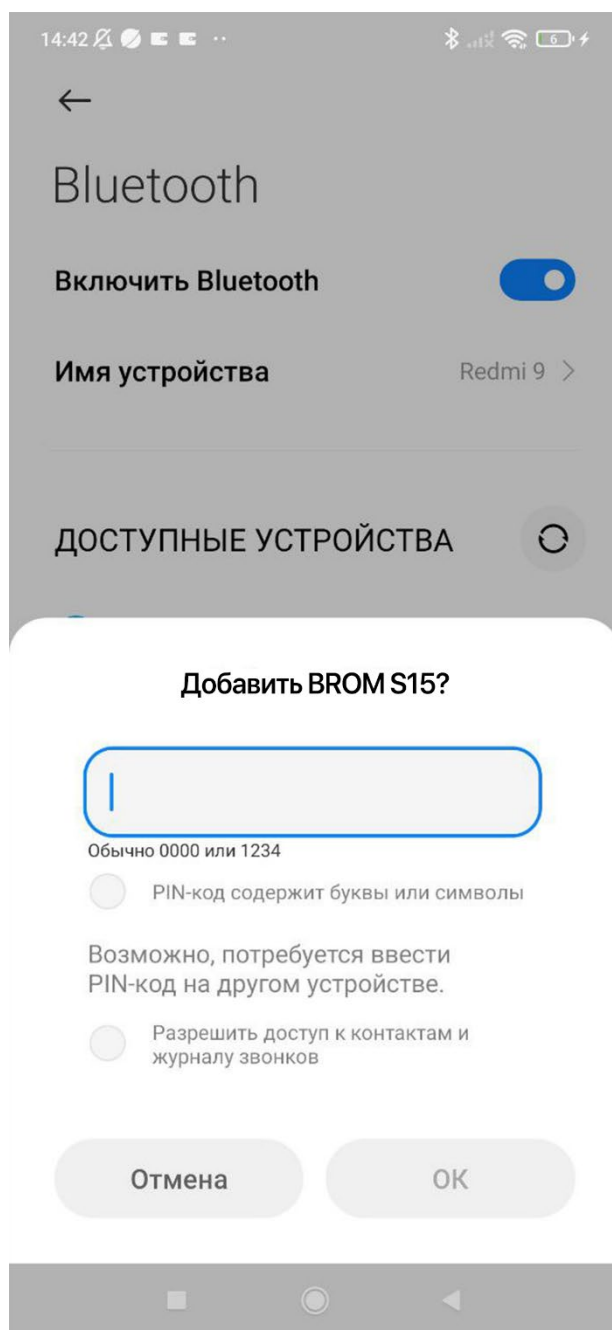 14:42
6
Bluetooth
Включить Bluetooth
Имя устройства Redmi 9
ДОСТУПНЫЕ УСТРОЙСТВА
Добавить BROM S15?
Обычно 0000 или 1234
PIN-код содержит буквы или символы
Возможно, потребуется ввести
PIN-код на другом устройстве.
Разрешить доступ к контактам и
журналу звонков
Отмена OK